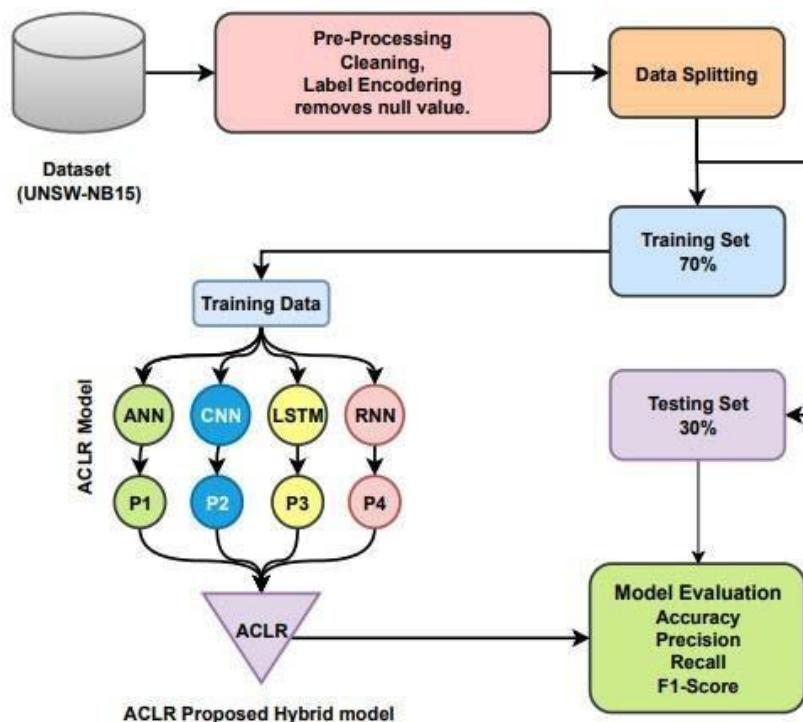 Pre-Processing
Cleaning,
Label Encodering
removes null value.
Data Splitting
Dataset
(UNSW-NB15)
Training Set
70%
Training Data
ACLR Model
ANN
CNN
LSTM
RNN
Testing Set
30%
P1
P2
P3
P4
ACLR
Model Evaluation
Accuracy
Precision
Recall
F1-Score
ACLR Proposed Hybrid model